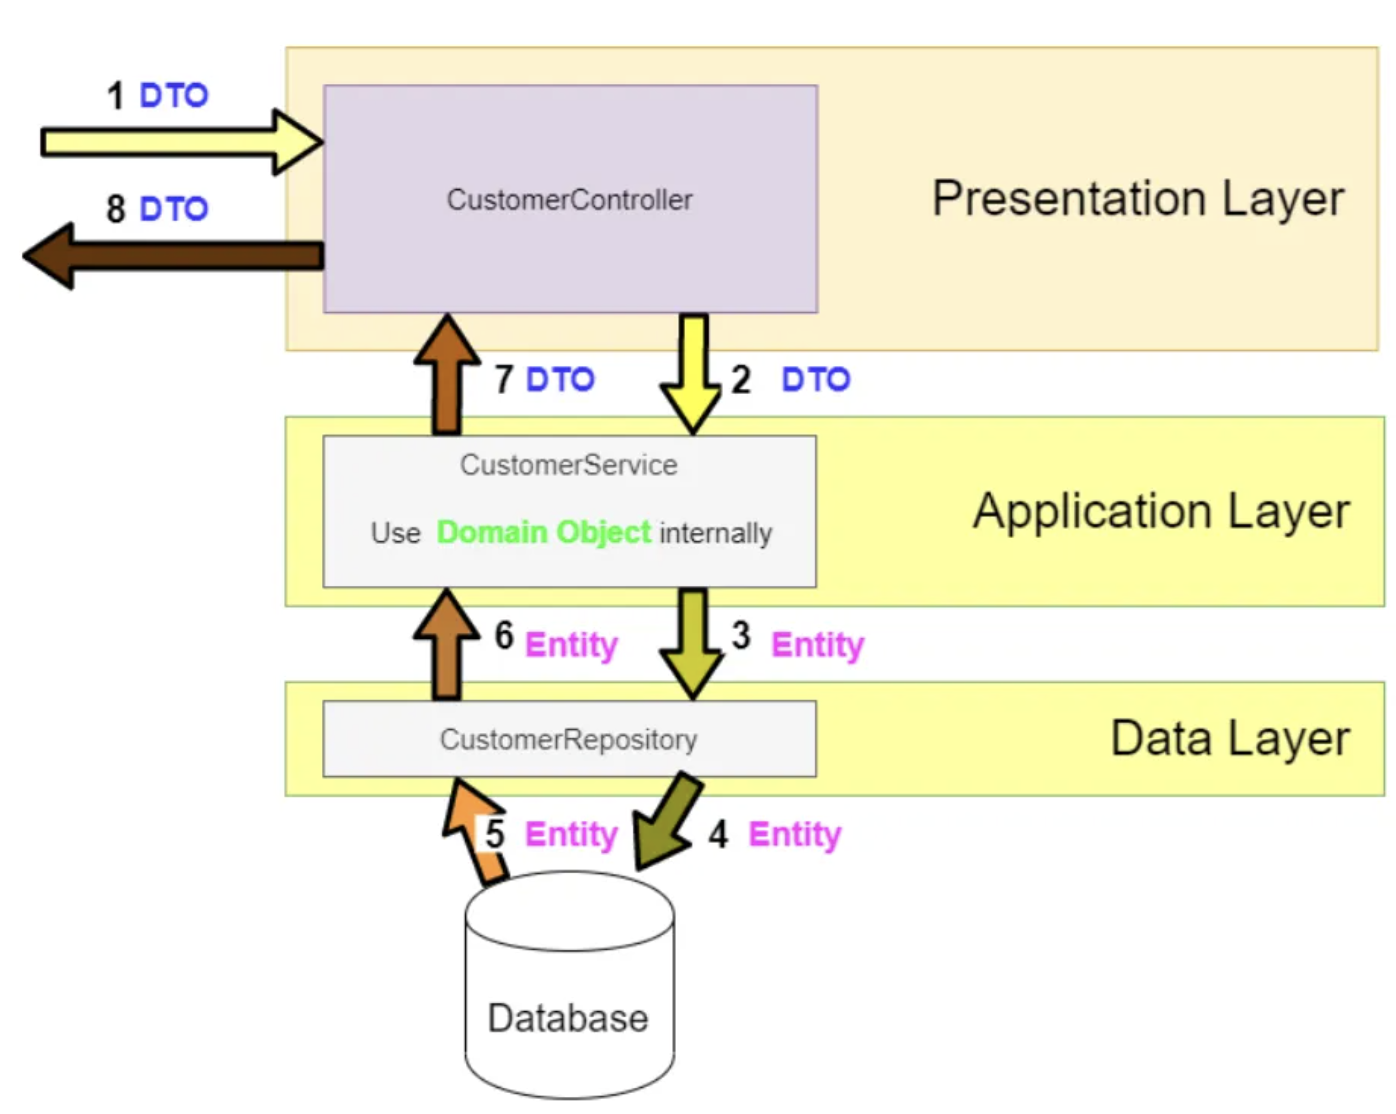 1 DTO
8 DTO
CustomerController
Presentation Layer
7 DTO
2 DTO
CustomerService
Use Domain Object internally
Application Layer
6 Entity
3 Entity
CustomerRepository
Data Layer
5 Entity
4 Entity
Database